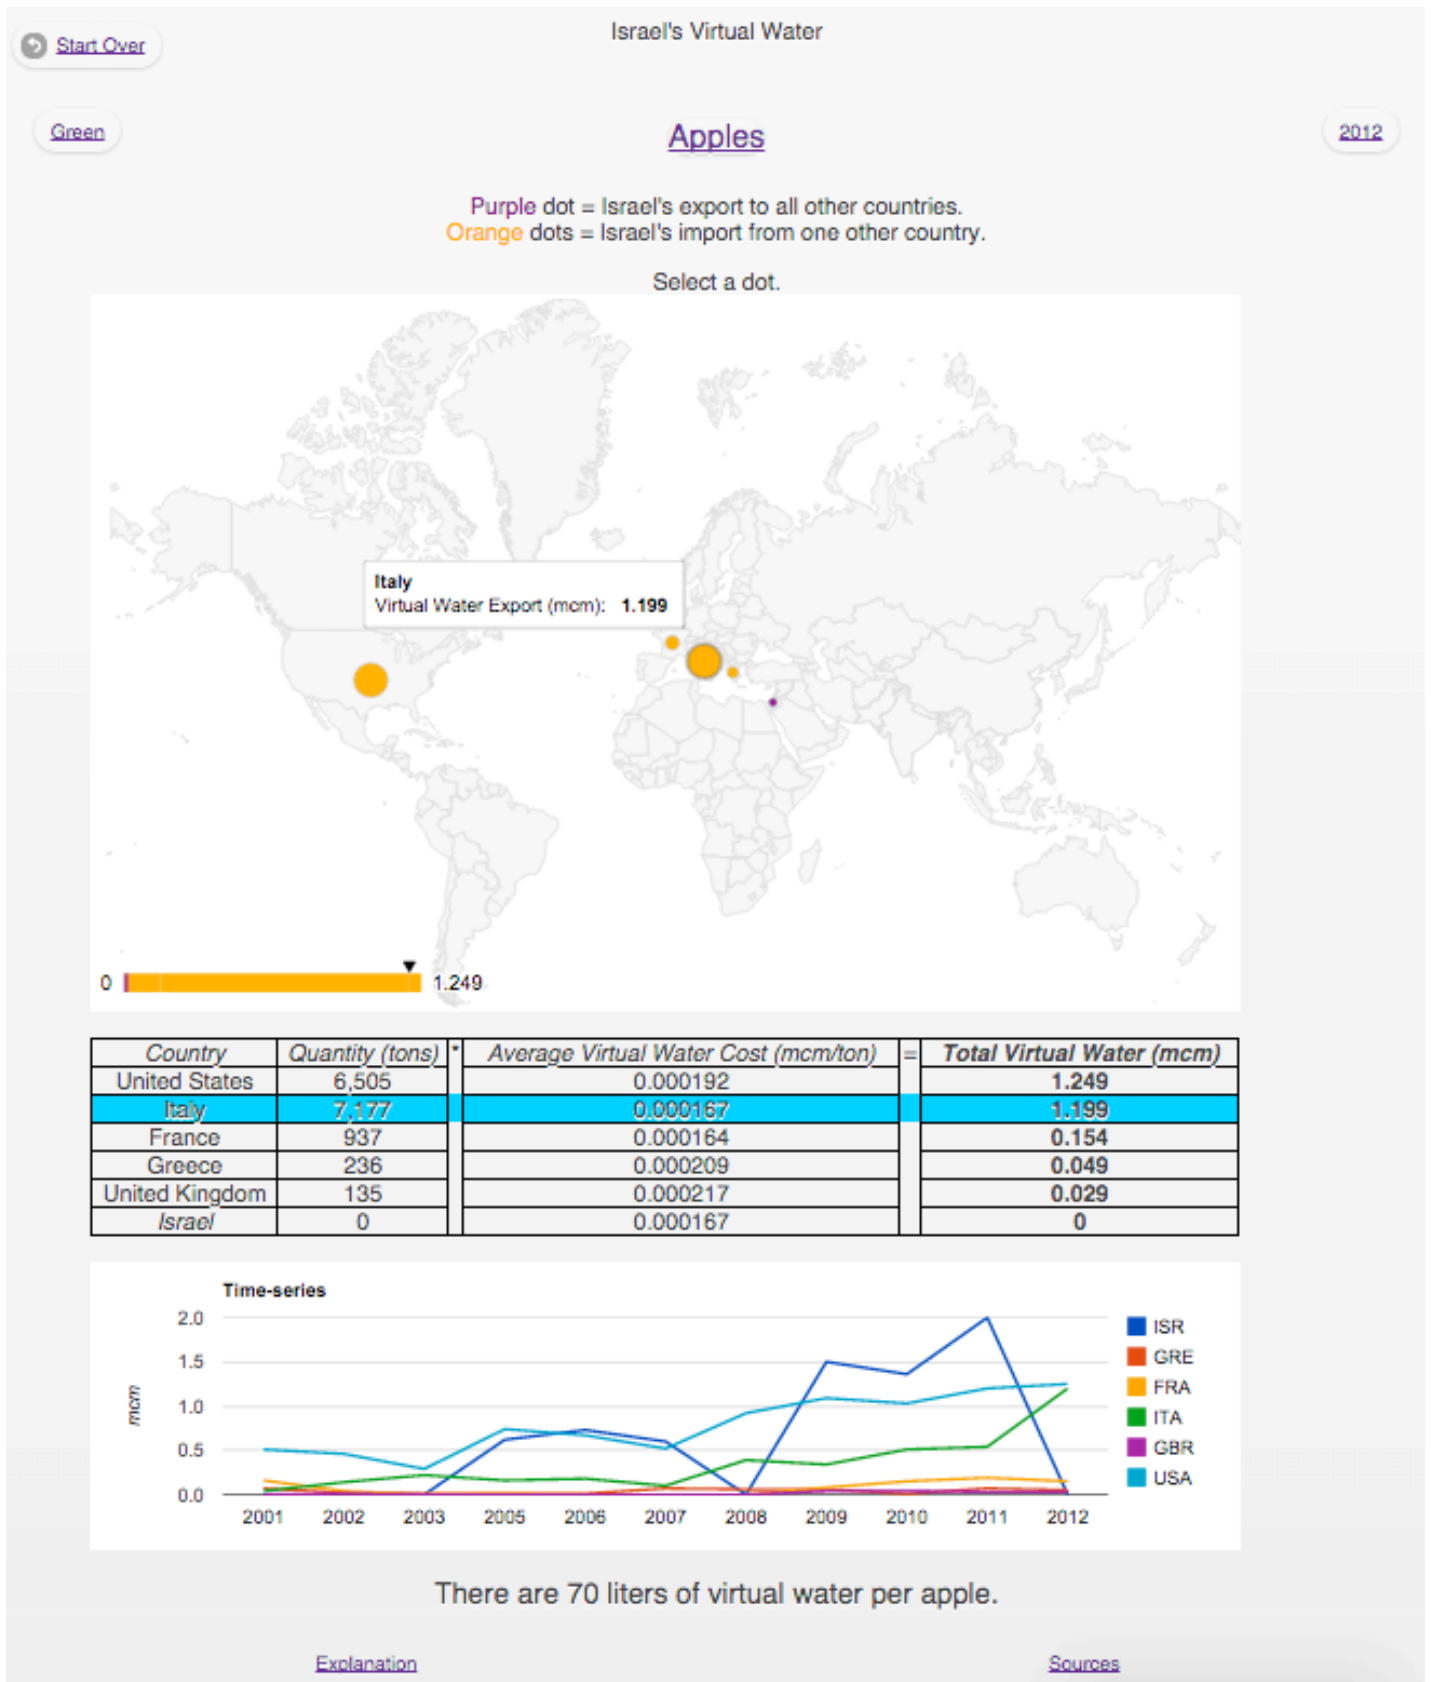 Israel's Virtual Water
Start Over
Green
Apples
2012
Purple dot = Israel's export to all other countries.
Orange dots = Israel's import from one other country.
Select a dot.
Italy
Virtual Water Export (mcm): 1.199
0 1.249
Country Quantity (tons) * Average Virtual Water Cost (mcm/ton) = Total Virtual Water (mcm)
United States 6,505 0.000192 1.249
Italy 7,177 0.000167 1.199
France 937 0.000164 0.154
Greece 236 0.000209 0.049
United Kingdom 135 0.000217 0.029
Israel 0 0.000167 0
Time-series
2.0
1.5
1.0
0.5
0.0
mcm
2001 2002 2003 2005 2006 2007 2008 2009 2010 2011 2012
ISR
GRE
FRA
ITA
GBR
USA
There are 70 liters of virtual water per apple.
Explanation Sources